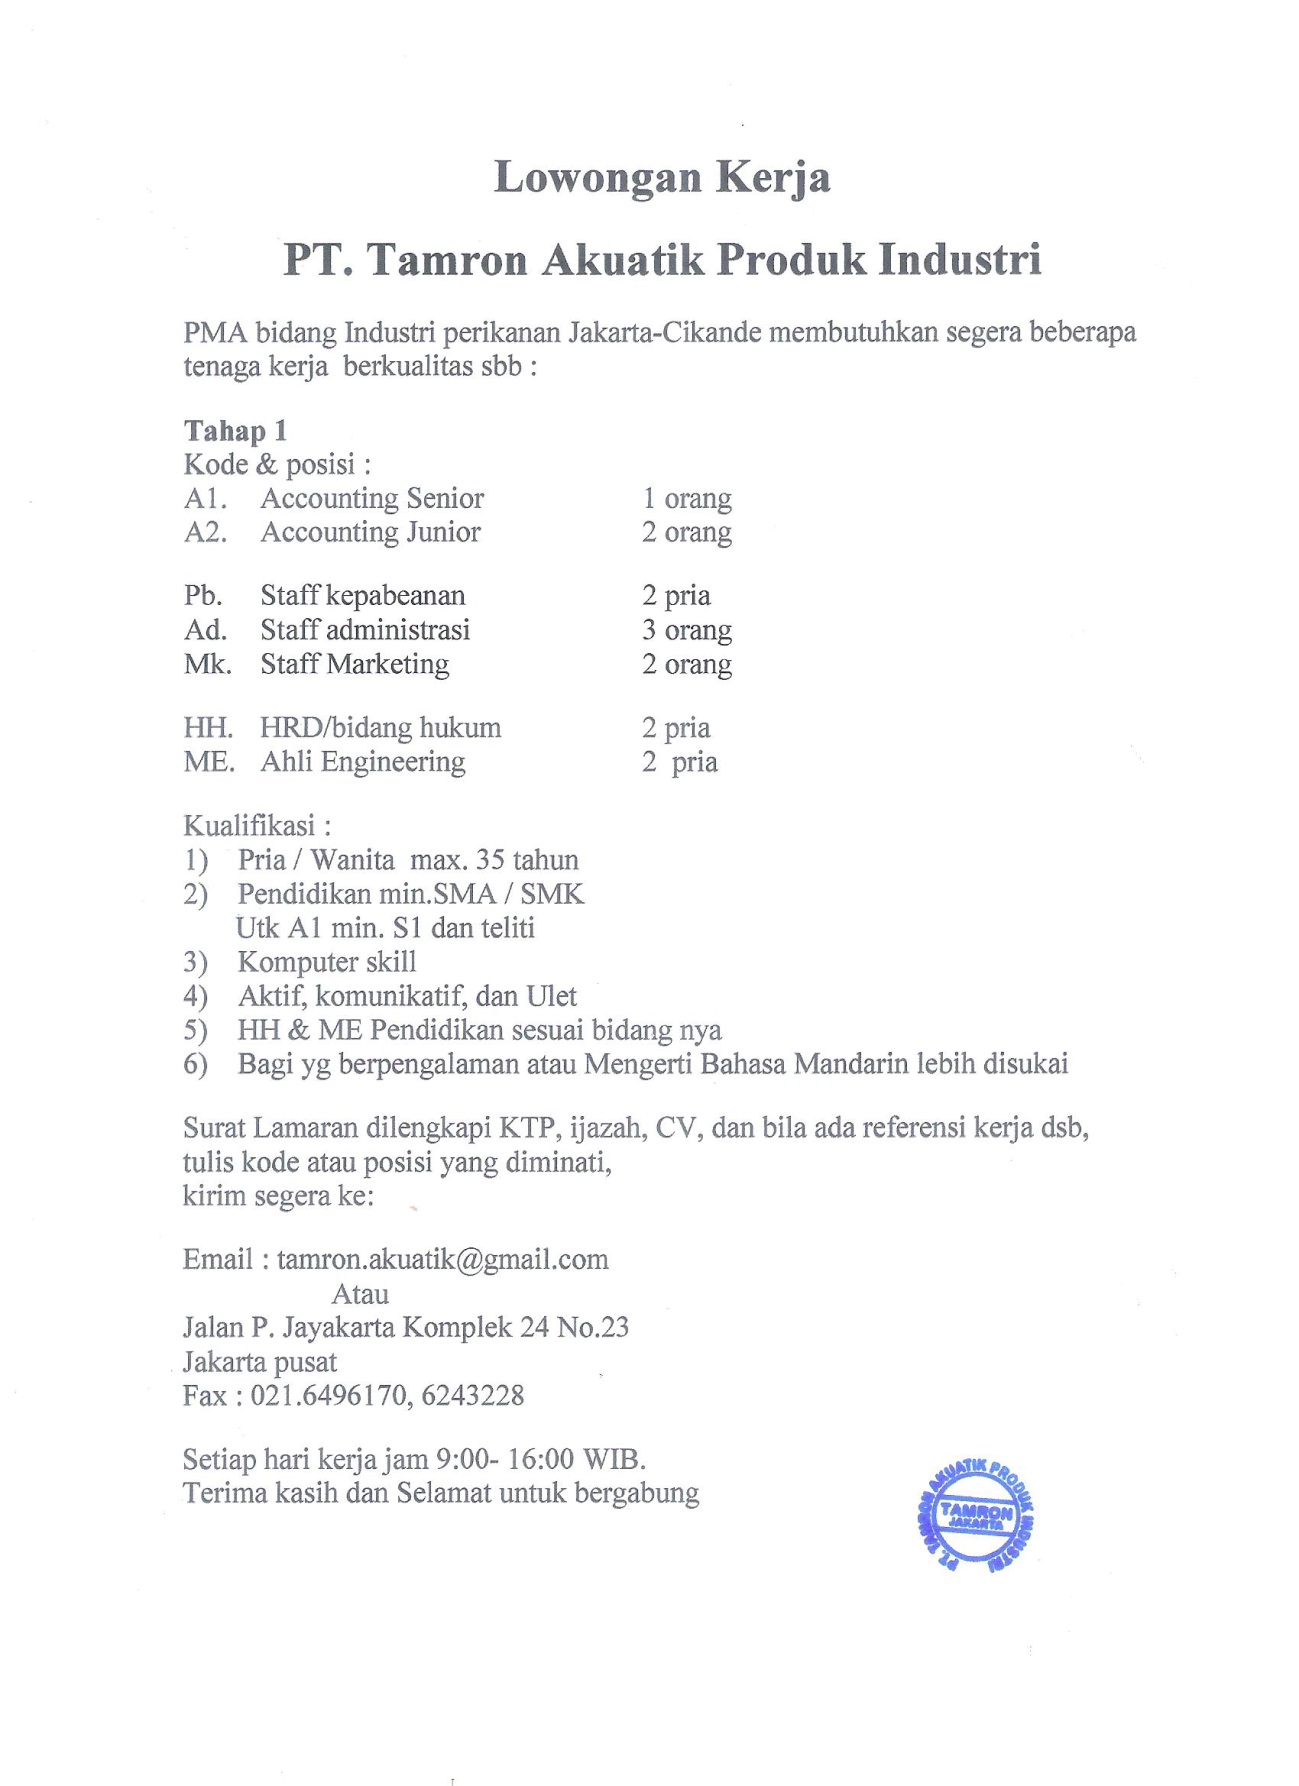 Lowongan Kerja
PT. Tamron Akuatik Produk Industri
PMA bidang Industri perikanan Jakarta-Cikande membutuhkan segera beberapa
tenaga kerja berkualitas sbb :
Tahap 1
Kode & posisi :
A1. Accounting Senior 1 orang
A2. Accounting Junior 2 orang
Pb. Staff kepabeanan 2 pria
Ad. Staff administrasi 3 orang
Mk. Staff Marketing 2 orang
HH. HRD/bidang hukum 2 pria
ME. Ahli Engineering 2 pria
Kualifikasi :
1) Pria / Wanita max. 35 tahun
2) Pendidikan min.SMA / SMK
Utk A1 min. S1 dan teliti
3) Komputer skill
4) Aktif, komunikatif, dan Ulet
5) HH & ME Pendidikan sesuai bidang nya
6) Bagi yg berpengalaman atau Mengerti Bahasa Mandarin lebih disukai
Surat Lamaran dilengkapi KTP, ijazah, CV, dan bila ada referensi kerja dsb,
tulis kode atau posisi yang diminati,
kirim segera ke:
Email : tamron.akuatik@gmail.com
Atau
Jalan P. Jayakarta Komplek 24 No.23
Jakarta pusat
Fax : 021.6496170, 6243228
Setiap hari kerja jam 9:00- 16:00 WIB.
Terima kasih dan Selamat untuk bergabung
PT. TAMRON AKUATIK PRODUK INDUSTRI
TAMRON
JAKARTA